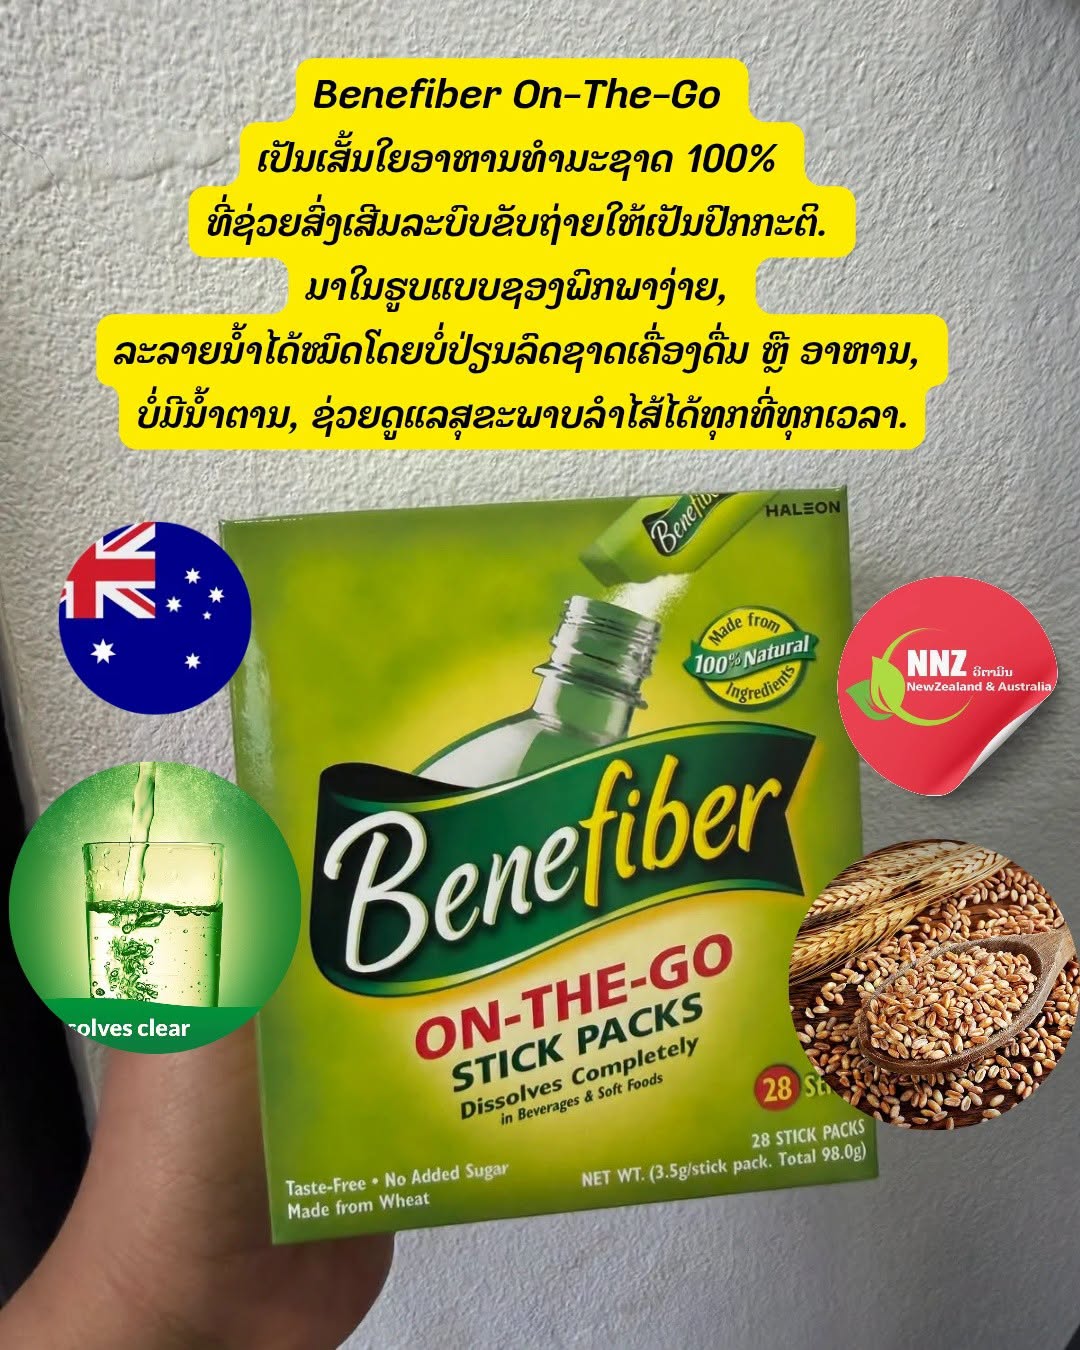 Benefiber On-The-Go
ເປັນເສັ້ນໃຍອາຫານທຳມະຊາດ 100%
ທີ່ຊ່ວຍສົ່ງເສີມລະບົບຂັບຖ່າຍໃຫ້ເປັນປົກກະຕິ.
ມາໃນຮູບແບບຊອງພົກພາງ່າຍ,
ລະລາຍນ້ຳໄດ້ໝົດໂດຍບໍ່ປ່ຽນລົດຊາດເຄື່ອງດື່ມ ຫຼື ອາຫານ,
ບໍ່ມີນ້ຳຕານ, ຊ່ວຍດູແລສຸຂະພາບລຳໄສ້ໄດ້ທຸກທີ່ທຸກເວລາ.
HALEON
Benefib
Made from
100% Natural
Ingredients
NNZ ວິຕາມິນ
NewZealand & Australia
Benefiber
ON-THE-GO
STICK PACKS
Dissolves Completely
in Beverages & Soft Foods
solves clear
28 St
28 STICK PACKS
NET WT. (3.5g/stick pack. Total 98.0g)
Taste-Free • No Added Sugar
Made from Wheat